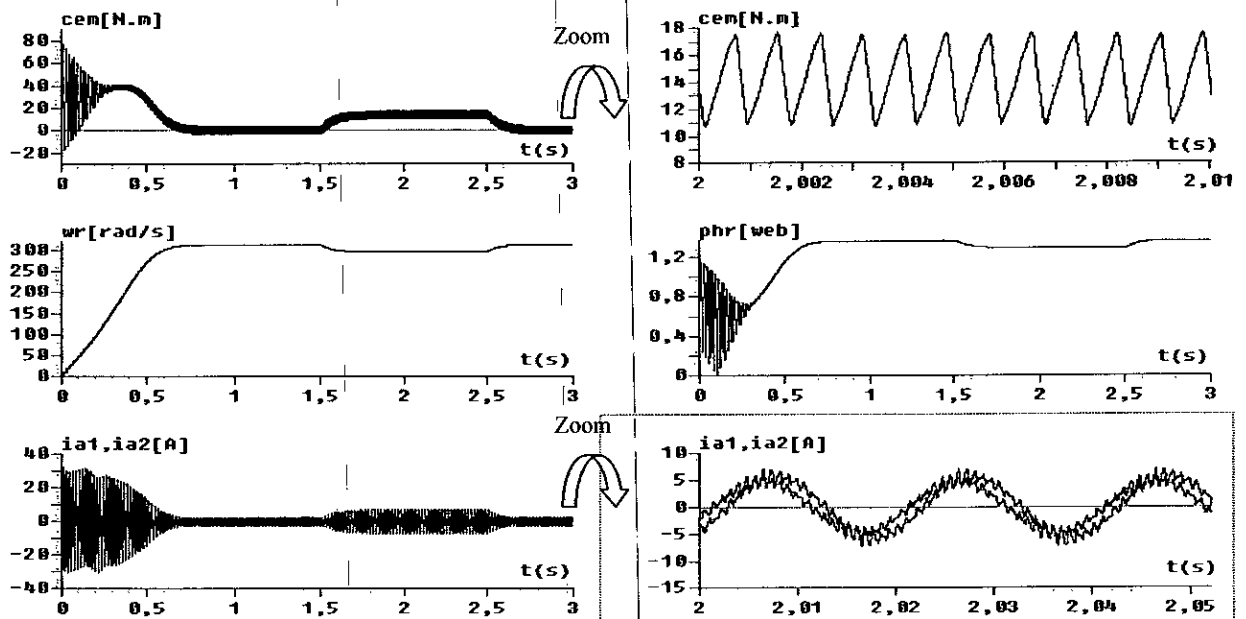 cem[N.m]
80
60
40
20
0
-20
t(s)
0 0,5 1 1,5 2 2,5 3
Zoom
cem[N.m]
18
16
14
12
10
8
t(s)
2 2,002 2,004 2,006 2,008 2,01
wr[rad/s]
300
250
200
150
100
50
0
t(s)
0 0,5 1 1,5 2 2,5 3
phr[web]
1,2
0,8
0,4
0
t(s)
0 0,5 1 1,5 2 2,5 3
ia1,ia2[A]
40
20
0
-20
-40
t(s)
0 0,5 1 1,5 2 2,5 3
Zoom
ia1,ia2[A]
10
5
0
-5
-10
-15
t(s)
2 2,01 2,02 2,03 2,04 2,05